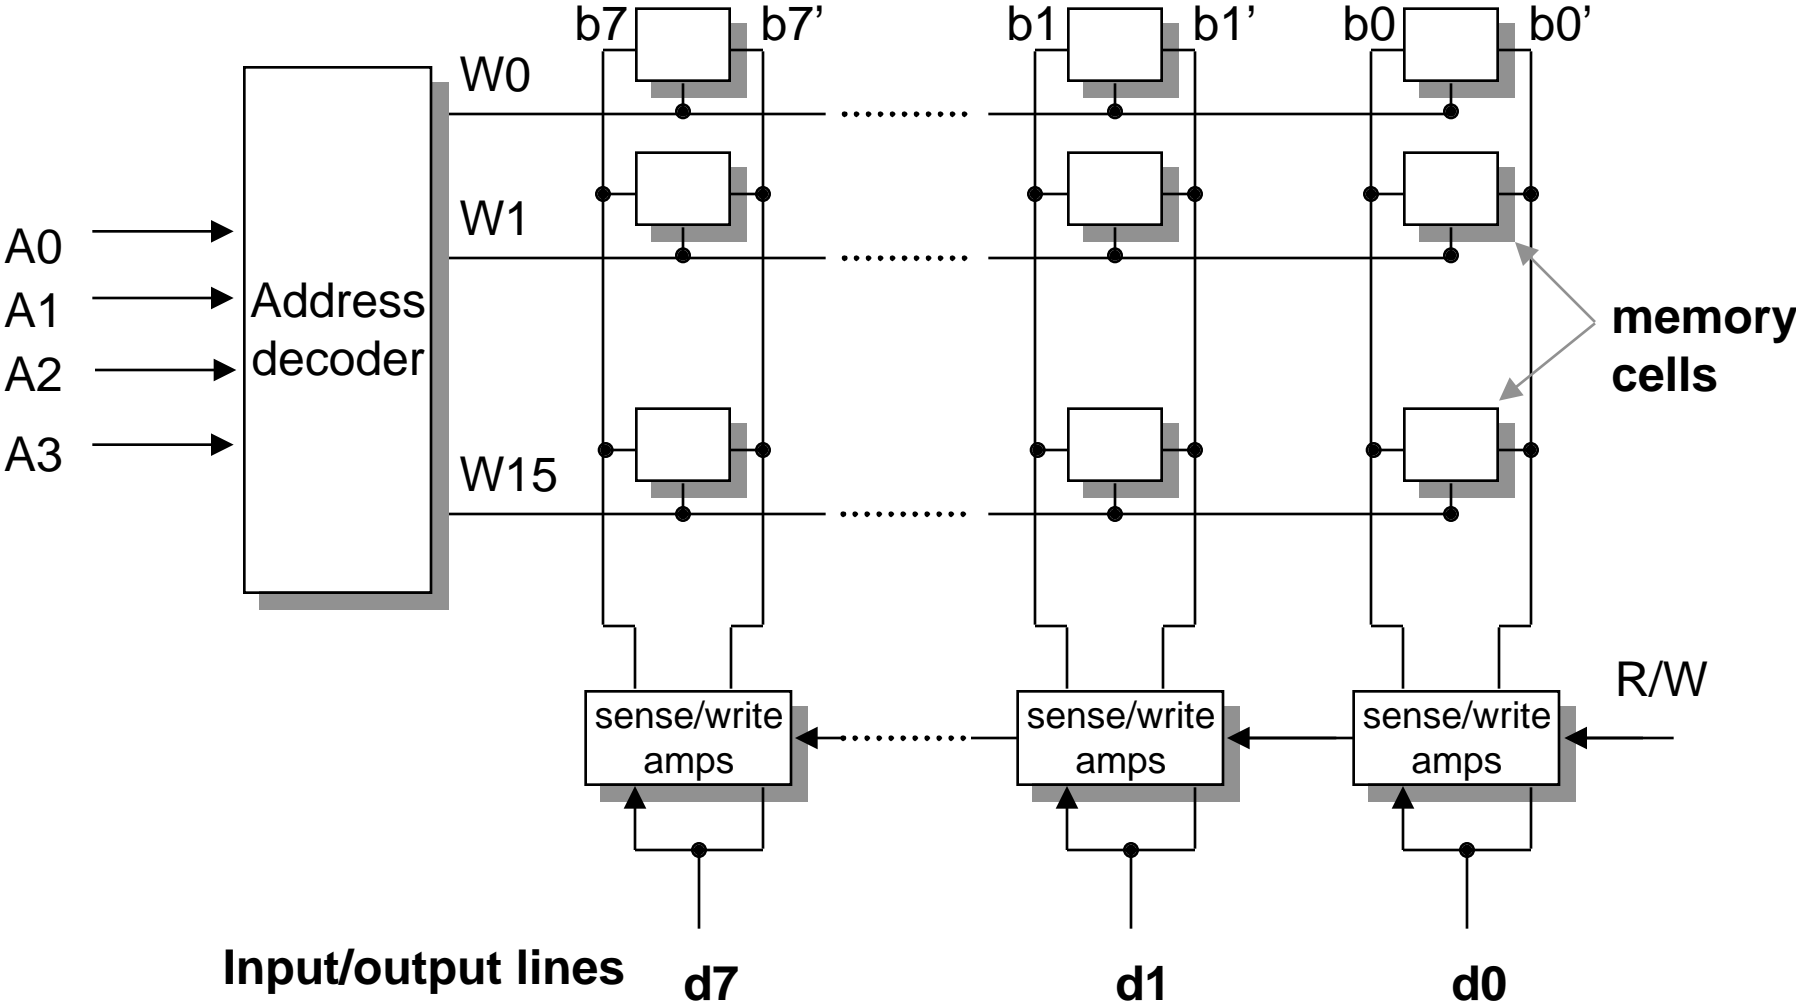 b7 b7’ b1 b1’ b0 b0’
W0
W1
A0
A1
Address
decoder
A2
A3
memory
cells
W15
R/W
sense/write
amps
sense/write
amps
sense/write
amps
Input/output lines
d7 d1 d0